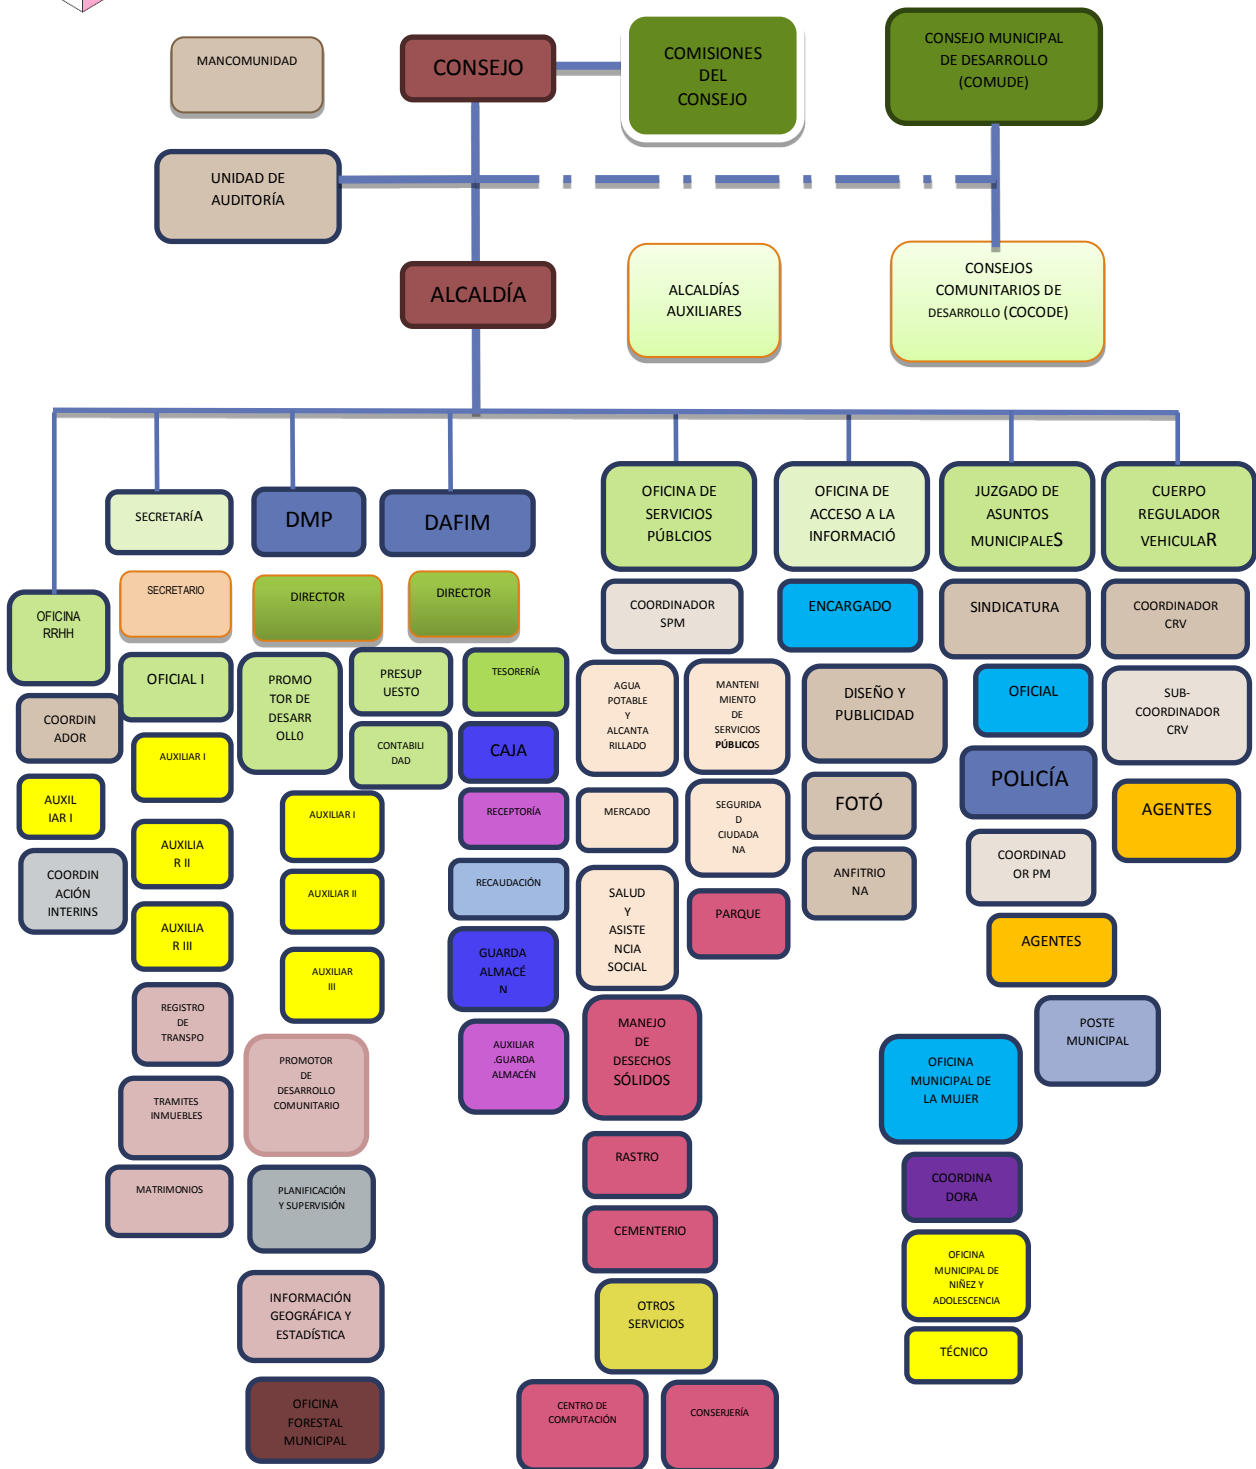 MANCOMUNIDAD
CONSEJO
COMISIONES
DEL
CONSEJO
CONSEJO MUNICIPAL
DE DESARROLLO
(COMUDE)
UNIDAD DE
AUDITORÍA
ALCALDÍA
ALCALDÍAS
AUXILIARES
CONSEJOS
COMUNITARIOS DE
DESARROLLO (COCODE)
OFICINA
RRHH
COORDIN
ADOR
AUXIL
IAR I
COORDIN
ACIÓN
INTERINS
SECRETARÍA
SECRETARIO
OFICIAL I
AUXILIAR I
AUXILIA
R II
AUXILIA
R III
REGISTRO
DE
TRANSPO
TRAMITES
INMUEBLES
MATRIMONIOS
DMP
DIRECTOR
PROMO
TOR DE
DESARR
OLL0
AUXILIAR I
AUXILIAR II
AUXILIAR
III
PROMOTOR
DE
DESARROLLO
COMUNITARIO
PLANIFICACIÓN
Y SUPERVISIÓN
INFORMACIÓN
GEOGRÁFICA Y
ESTADÍSTICA
OFICINA
FORESTAL
MUNICIPAL
DAFIM
DIRECTOR
PRESUP
UESTO
CONTABILI
DAD
TESORERÍA
CAJA
RECEPTORÍA
RECAUDACIÓN
GUARDA
ALMACÉ
N
AUXILIAR
.GUARDA
ALMACÉN
OFICINA DE
SERVICIOS
PÚBLCIOS
COORDINADOR
SPM
AGUA
POTABLE
Y
ALCANTA
RILLADO
MANTENI
MIENTO
DE
SERVICIOS
PÚBLICOS
MERCADO
SEGURIDA
D
CIUDADA
NA
SALUD
Y
ASISTE
NCIA
SOCIAL
PARQUE
MANEJO
DE
DESECHOS
SÓLIDOS
RASTRO
CEMENTERIO
OTROS
SERVICIOS
CENTRO DE
COMPUTACIÓN
CONSERJERÍA
OFICINA DE
ACCESO A LA
INFORMACIÓ
ENCARGADO
DISEÑO Y
PUBLICIDAD
FOTÓ
ANFITRIO
NA
JUZGADO DE
ASUNTOS
MUNICIPALES
SINDICATURA
OFICIAL
POLICÍA
COORDINAD
OR PM
AGENTES
POSTE
MUNICIPAL
OFICINA
MUNICIPAL DE
LA MUJER
COORDINA
DORA
OFICINA
MUNICIPAL DE
NIÑEZ Y
ADOLESCENCIA
TÉCNICO
CUERPO
REGULADOR
VEHICULAR
COORDINADOR
CRV
SUB-
COORDINADOR
CRV
AGENTES